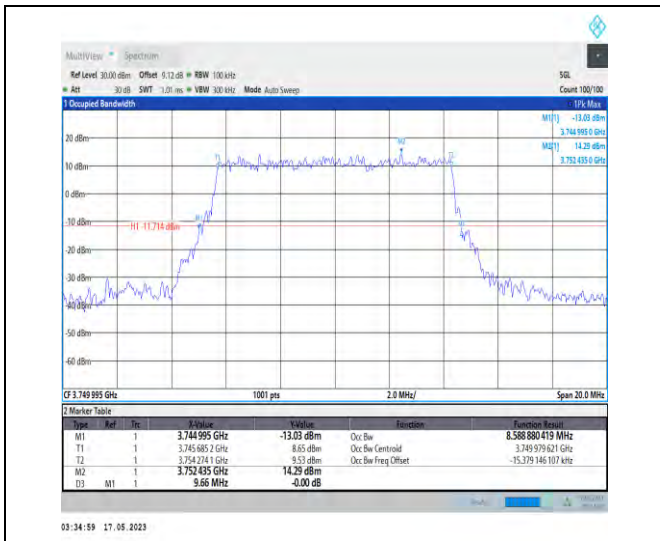 MultiView Spectrum
Ref Level 30.00 dBm Offset 9.12 dB RBW 100 kHz SGL
Att 30 dB SWT 1.01 ms VBW 300 kHz Mode Auto Sweep Count 100/100
1 Occupied Bandwidth 1Pk Max
M1[1] -13.03 dBm
3.744 995 0 GHz
M2[1] 14.29 dBm
3.752 435 0 GHz
20 dBm
M2
T1
T2
10 dBm
0 dBm
-10 dBm
M1
H1 -11.714 dBm
-20 dBm
-30 dBm
-40 dBm
-50 dBm
-60 dBm
CF 3.749 995 GHz 1001 pts 2.0 MHz/ Span 20.0 MHz
2 Marker Table
Type Ref Trc X-Value Y-Value Function Function Result
M1 1 3.744 995 GHz -13.03 dBm Occ Bw 8.588 880 419 MHz
T1 1 3.745 685 2 GHz 8.65 dBm Occ Bw Centroid 3.749 979 621 GHz
T2 1 3.754 274 1 GHz 9.53 dBm Occ Bw Freq Offset -15.379 146 107 kHz
M2 1 3.752 435 GHz 14.29 dBm
D3 M1 1 9.66 MHz -0.00 dB
03:34:59 17.05.2023